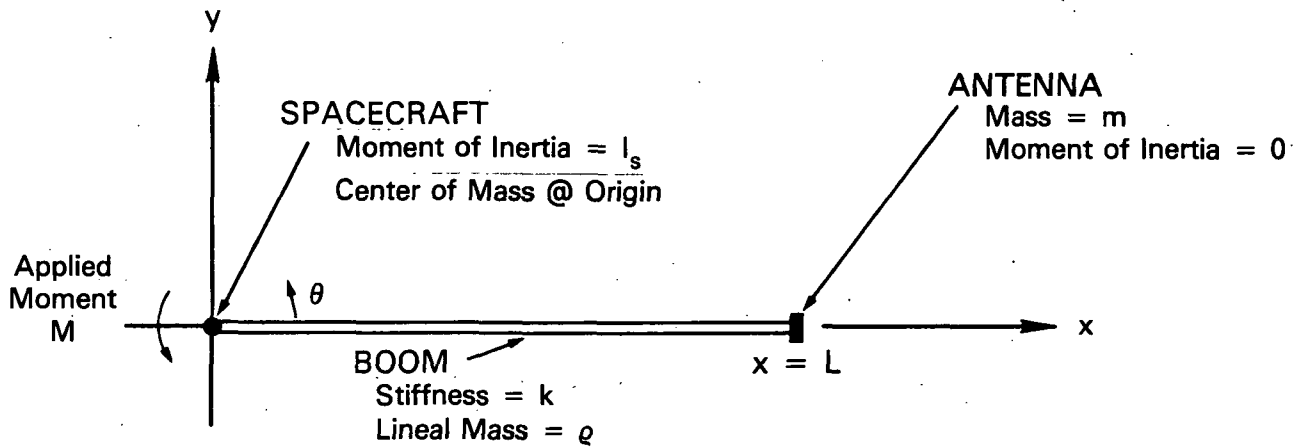 y
SPACECRAFT
Moment of Inertia = I_s
Center of Mass @ Origin
ANTENNA
Mass = m
Moment of Inertia = 0
Applied
Moment
M
θ
x
BOOM
Stiffness = k
Lineal Mass = ϱ
x = L